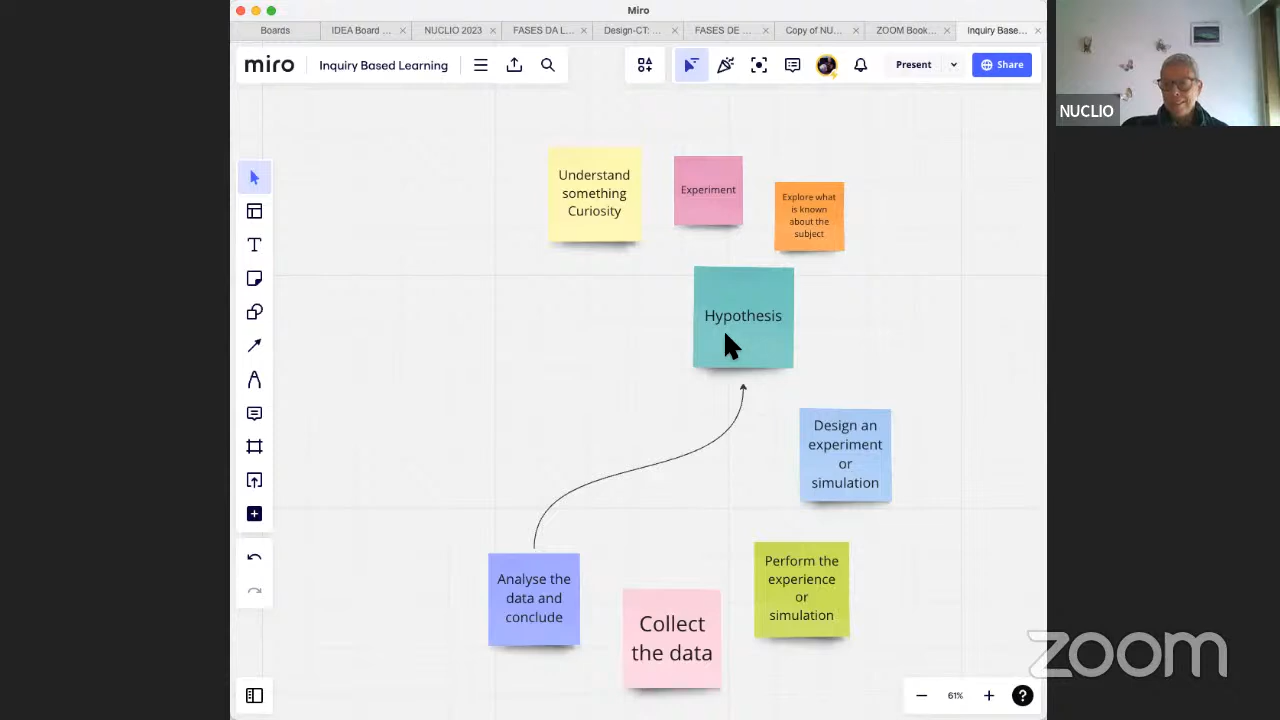 Miro
Boards
IDEA Board ...
NUCLIO 2023
FASES DA L...
Design-CT: ...
FASES DE ...
Copy of NU...
ZOOM Book...
Inquiry Base...
miro
Inquiry Based Learning
Present
Share
NUCLIO
Understand
something
Curiosity
Experiment
Explore what
is known
about the
subject
Hypothesis
Design an
experiment
or
simulation
Perform the
experience
or
simulation
Analyse the
data and
conclude
Collect
the data
61%
?
zoom